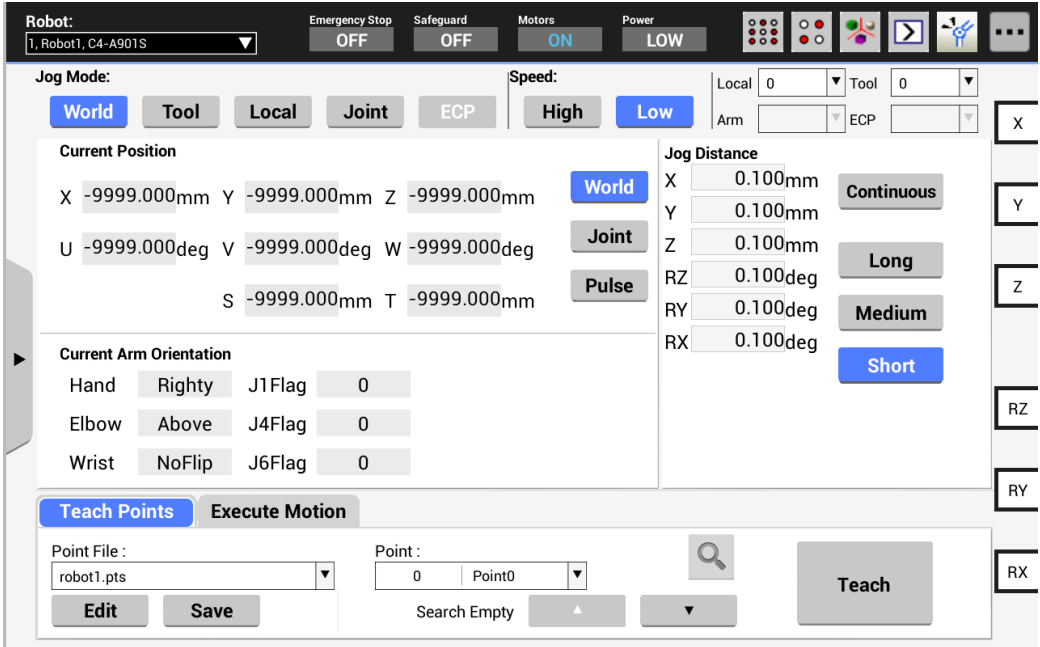 Robot: Emergency Stop Safeguard Motors Power
1, Robot1, C4-A901S OFF OFF ON LOW
Jog Mode: Speed:
World Tool Local Joint ECP High Low
Local 0 Tool 0
Arm ECP
Current Position
X -9999.000mm Y -9999.000mm Z -9999.000mm
U -9999.000deg V -9999.000deg W -9999.000deg
S -9999.000mm T -9999.000mm
World
Joint
Pulse
Jog Distance
X 0.100mm
Y 0.100mm
Z 0.100mm
RZ 0.100deg
RY 0.100deg
RX 0.100deg
Continuous
Long
Medium
Short
Current Arm Orientation
Hand Righty J1Flag 0
Elbow Above J4Flag 0
Wrist NoFlip J6Flag 0
X
Y
Z
RZ
RY
RX
Teach Points Execute Motion
Point File : Point :
robot1.pts 0 Point0
Edit Save Search Empty
Teach